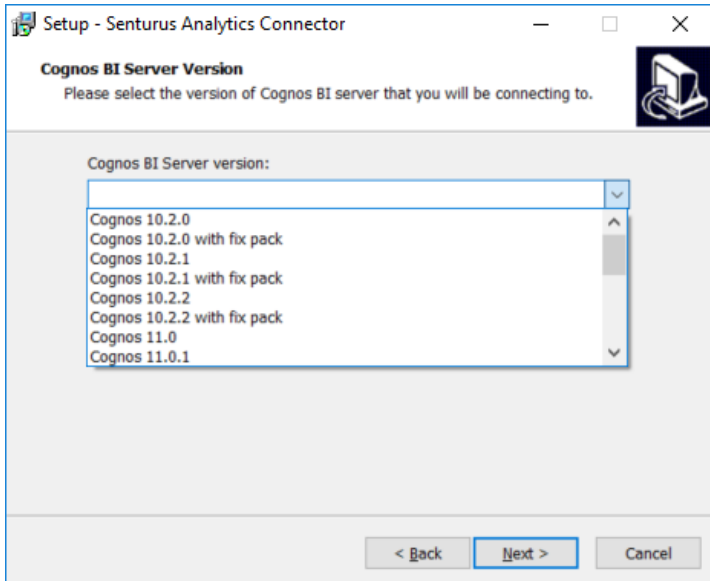 Setup - Senturus Analytics Connector
Cognos BI Server Version
Please select the version of Cognos BI server that you will be connecting to.
Cognos BI Server version:
Cognos 10.2.0
Cognos 10.2.0 with fix pack
Cognos 10.2.1
Cognos 10.2.1 with fix pack
Cognos 10.2.2
Cognos 10.2.2 with fix pack
Cognos 11.0
Cognos 11.0.1
< Back Next > Cancel